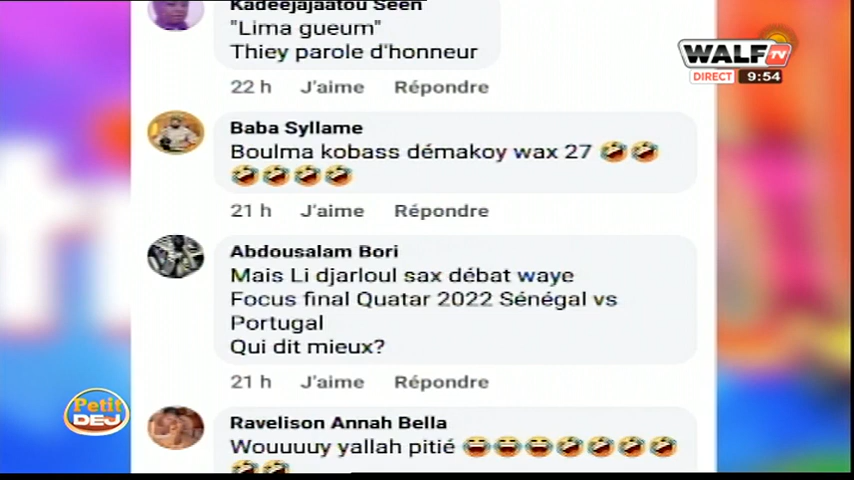 Kadeejajaatou Seen
"Lima gueum"
Thiey parole d'honneur
22 h J'aime Répondre
WALF TV
DIRECT 9:54
Baba Syllame
Boulma kobass démakoy wax 27 🤣🤣
🤣🤣🤣🤣
21 h J'aime Répondre
Abdousalam Bori
Mais Li djarloul sax débat waye
Focus final Quatar 2022 Sénégal vs
Portugal
Qui dit mieux?
21 h J'aime Répondre
Petit
DEJ
Ravelison Annah Bella
Wouuuuy yallah pitié 😄😄😄🤣🤣🤣🤣
🤣🤣